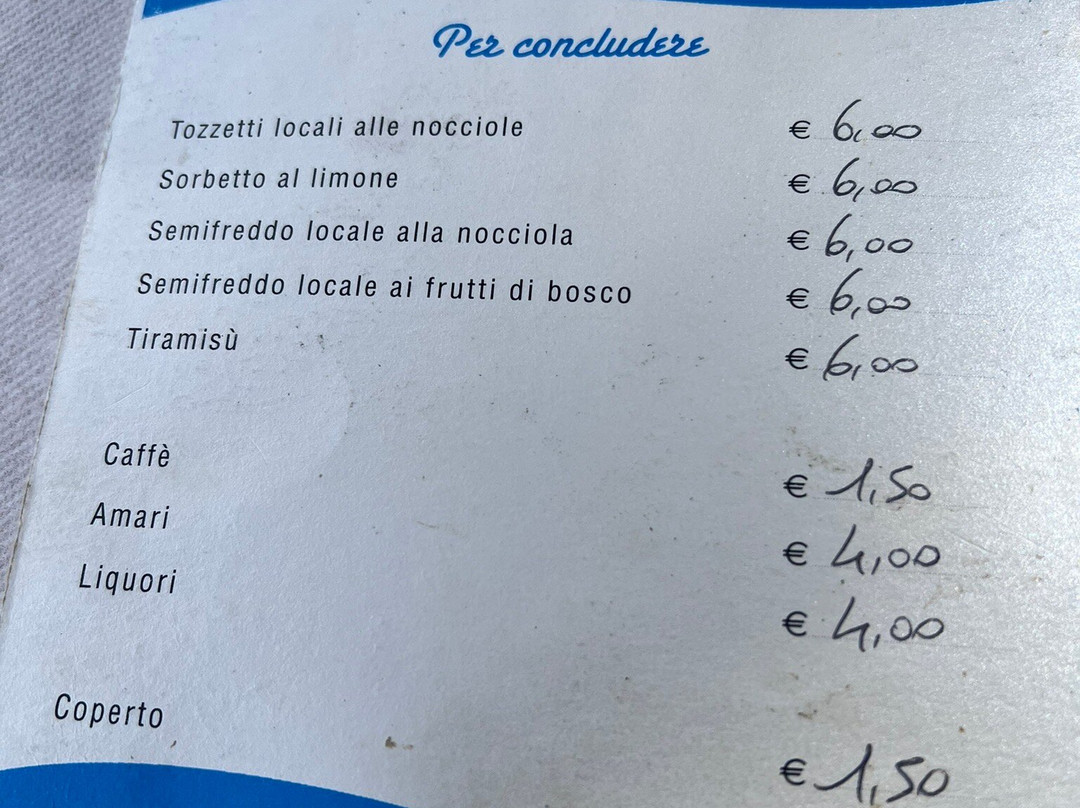 Per concludere
Tozzetti locali alle nocciole € 6,00
Sorbetto al limone € 6,00
Semifreddo locale alla nocciola € 6,00
Semifreddo locale ai frutti di bosco € 6,00
Tiramisù € 6,00
Caffè € 1,50
Amari € 4,00
Liquori € 4,00
Coperto € 1,50